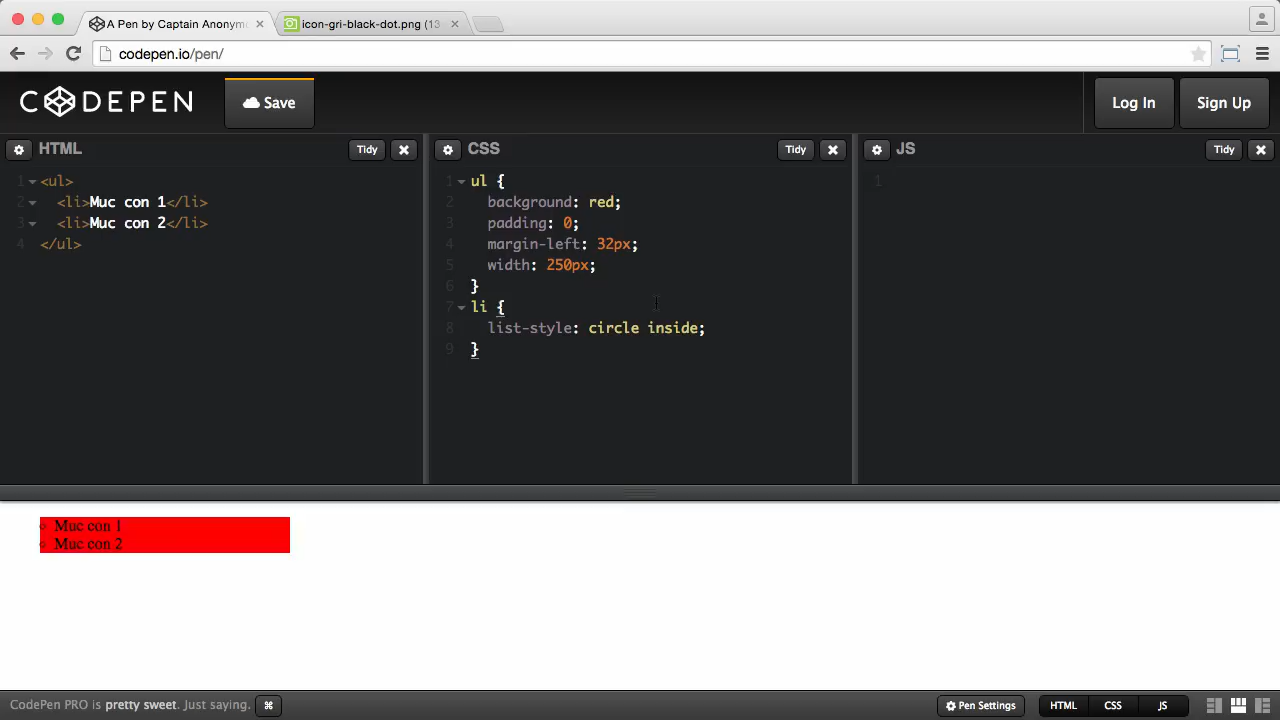 A Pen by Captain Anonym
icon-gri-black-dot.png (13
codepen.io/pen/
CODEPEN
Save
Log In
Sign Up
HTML
Tidy
CSS
Tidy
JS
Tidy
1 <ul>
2 <li>Muc con 1</li>
3 <li>Muc con 2</li>
4 </ul>
1 ul {
2 background: red;
3 padding: 0;
4 margin-left: 32px;
5 width: 250px;
6 }
7 li {
8 list-style: circle inside;
9 }
1
Muc con 1
Muc con 2
CodePen PRO is pretty sweet. Just saying. ⌘
Pen Settings
HTML
CSS
JS